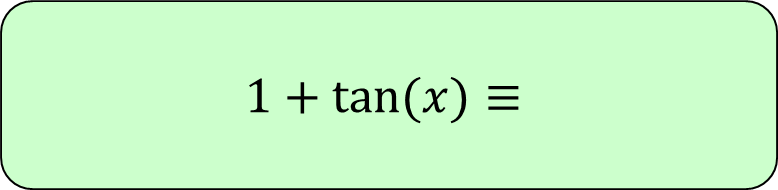 1 + tan(x) ≡